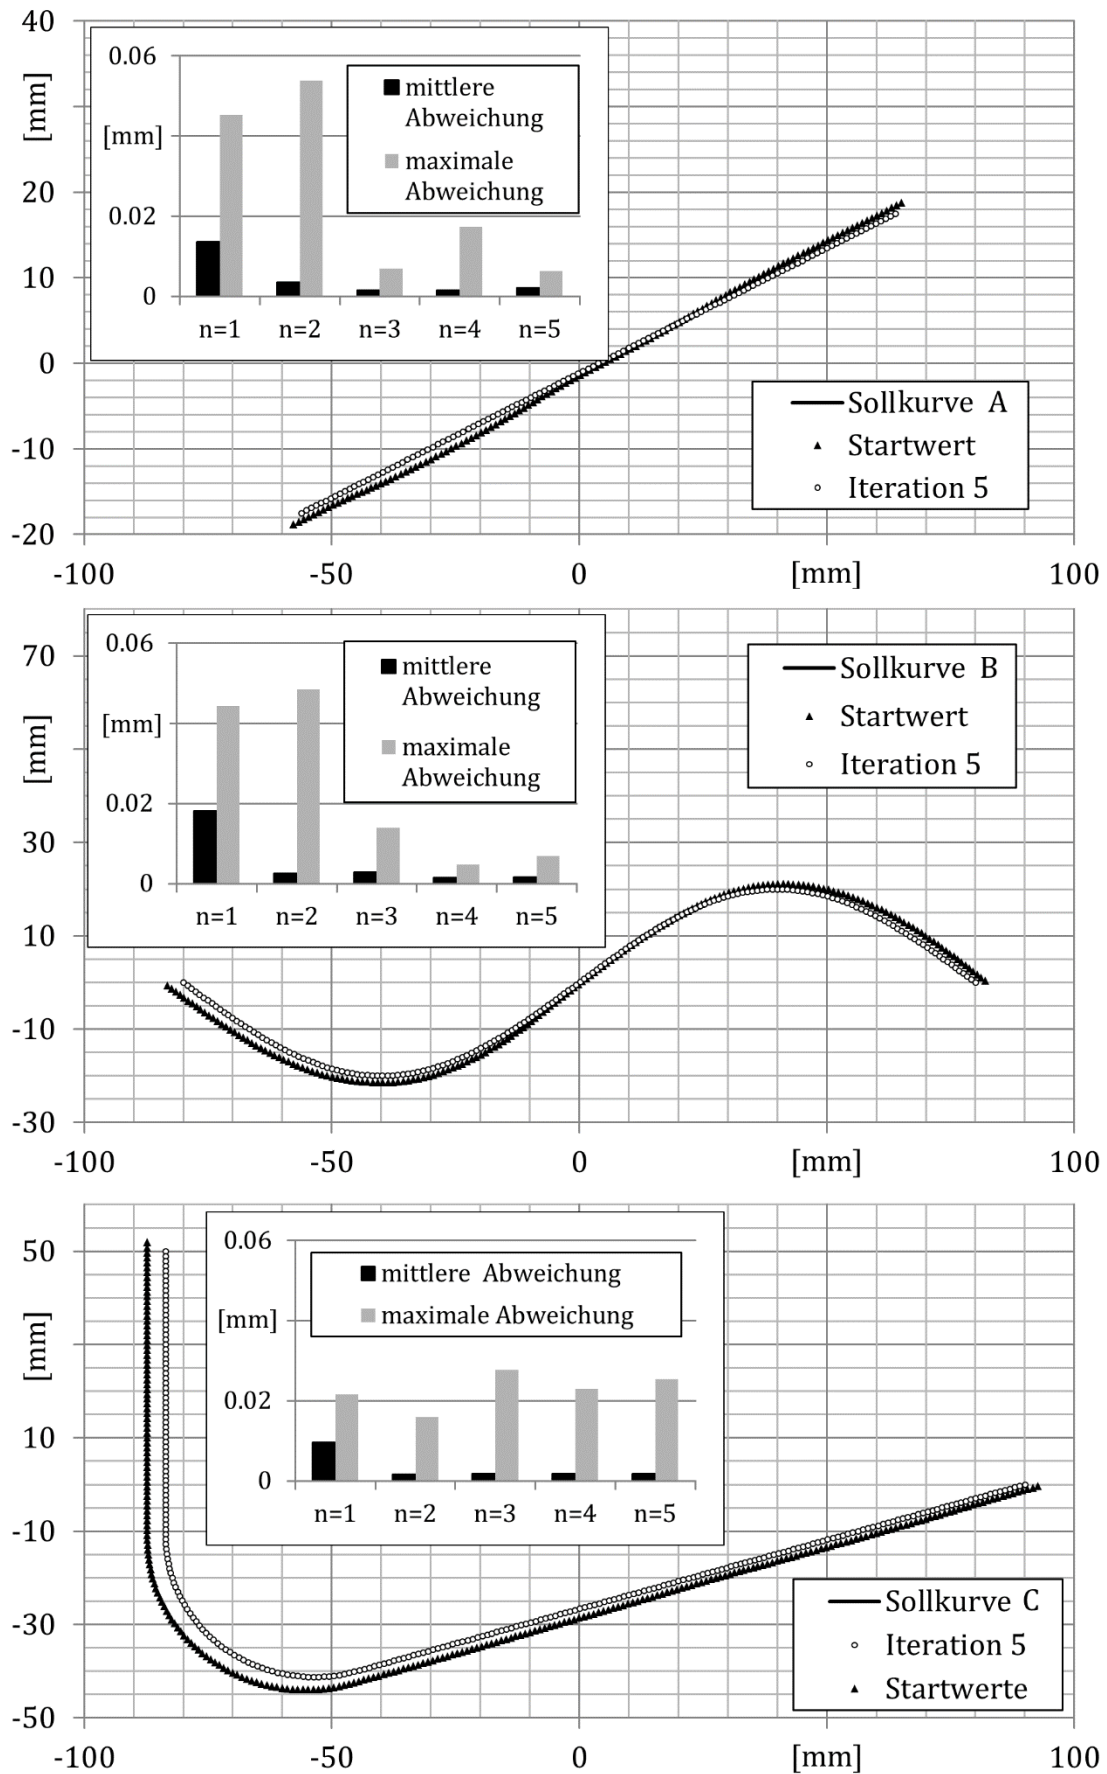 40
[mm]
20
10
0
-10
-20
-100
-50
0
[mm]
100
0.06
[mm]
0.02
0
n=1
n=2
n=3
n=4
n=5
mittlere
Abweichung
maximale
Abweichung
Sollkurve A
Startwert
Iteration 5
70
[mm]
30
10
-10
-30
-100
-50
0
[mm]
100
0.06
[mm]
0.02
0
n=1
n=2
n=3
n=4
n=5
mittlere
Abweichung
maximale
Abweichung
Sollkurve B
Startwert
Iteration 5
50
[mm]
10
-10
-30
-50
-100
-50
0
[mm]
100
0.06
[mm]
0.02
0
n=1
n=2
n=3
n=4
n=5
mittlere Abweichung
maximale Abweichung
Sollkurve C
Iteration 5
Startwerte